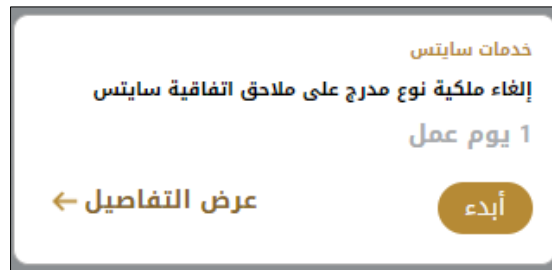 خدمات سايتس
إلغاء ملكية نوع مدرج على ملاحق اتفاقية سايتس
1 يوم عمل
أبدء
عرض التفاصيل ←